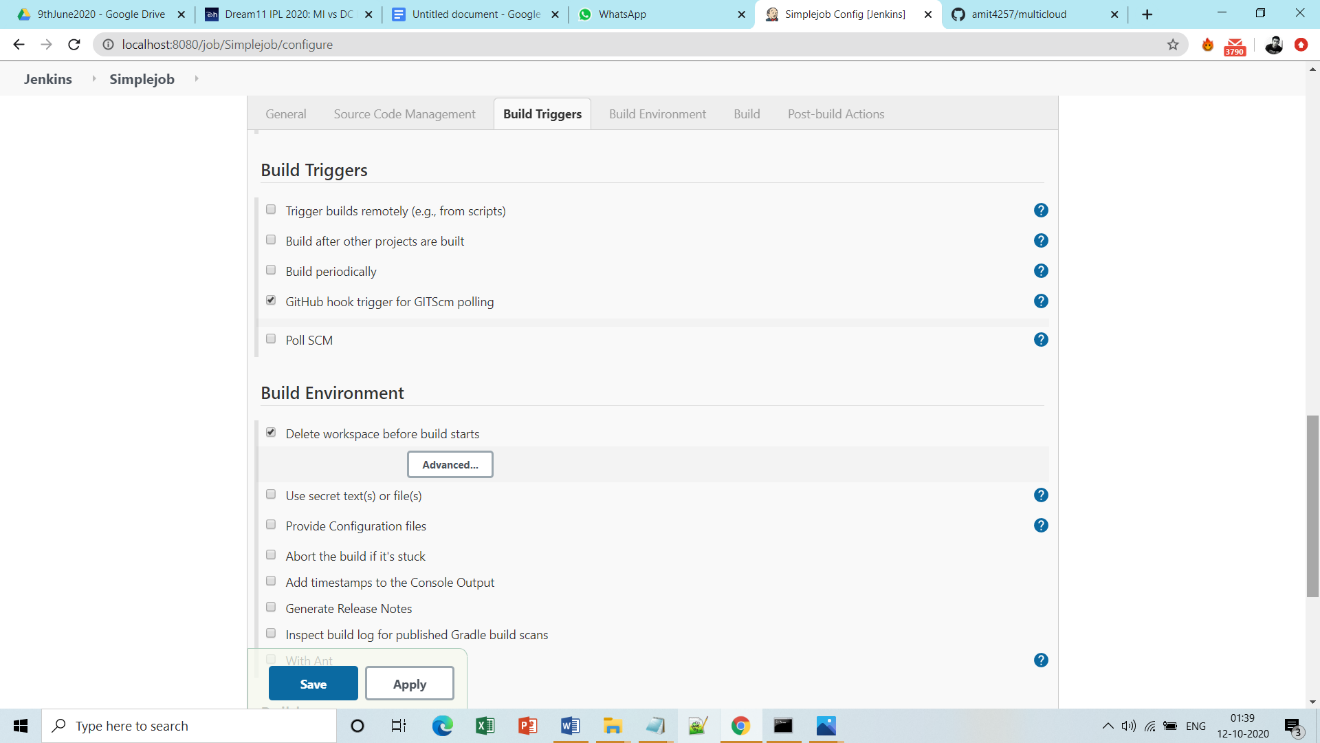 9th June2020 - Google Drive
Dream11 IPL 2020: MI vs DC
Untitled document - Google
WhatsApp
Simplejob Config [Jenkins]
amit4257/multicloud
localhost:8080/job/Simplejob/configure
3790
Jenkins Simplejob
General Source Code Management Build Triggers Build Environment Build Post-build Actions
Build Triggers
Trigger builds remotely (e.g., from scripts)
Build after other projects are built
Build periodically
GitHub hook trigger for GITScm polling
Poll SCM
Build Environment
Delete workspace before build starts
Advanced...
Use secret text(s) or file(s)
Provide Configuration files
Abort the build if it's stuck
Add timestamps to the Console Output
Generate Release Notes
Inspect build log for published Gradle build scans
With Ant
Save Apply
Type here to search
ENG
01:39
12-10-2020
3